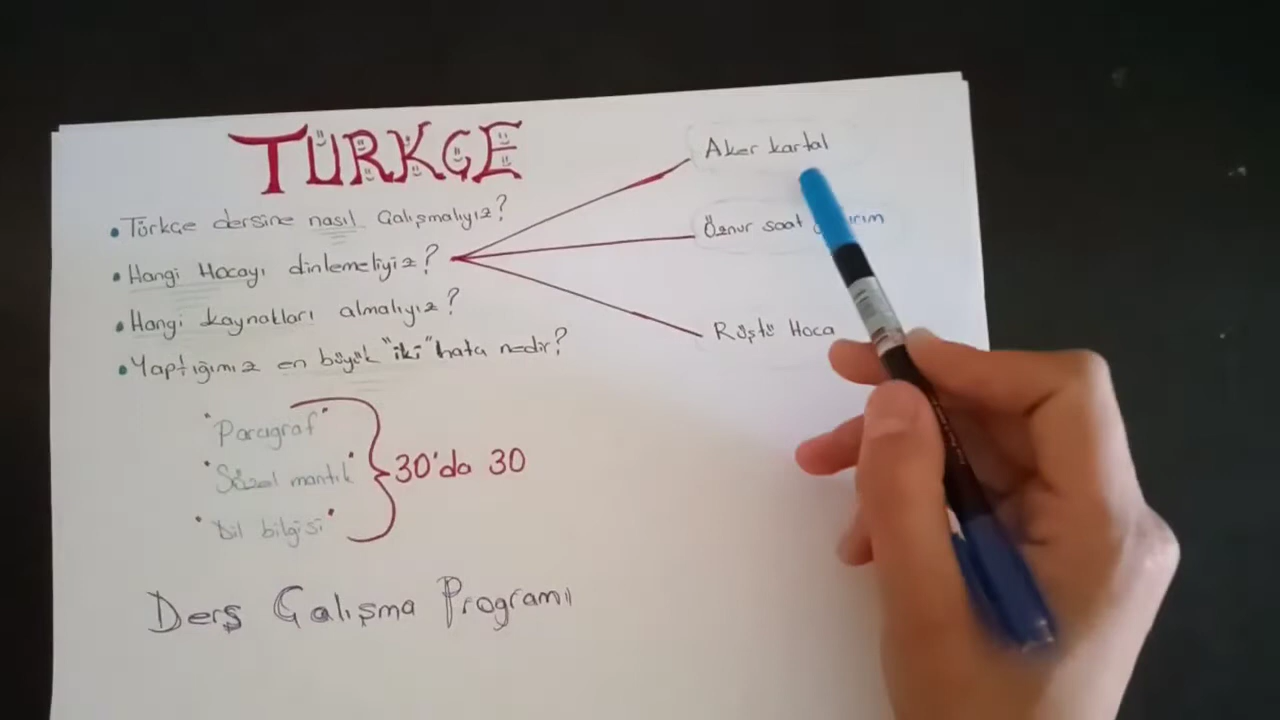 TÜRKÇE
• Türkçe dersine nasıl Çalışmalıyız?
• Hangi Hocayı dinlemeliyiz?
• Hangi kaynakları almalıyız?
• Yaptığımız en büyük "iki" hata nedir?
"Paragraf"
"Sözel mantık"
"Dil bilgisi"
30'da 30
Ders Çalışma Programı
Aker kartal
Öznur saat
Rüştü Hoca